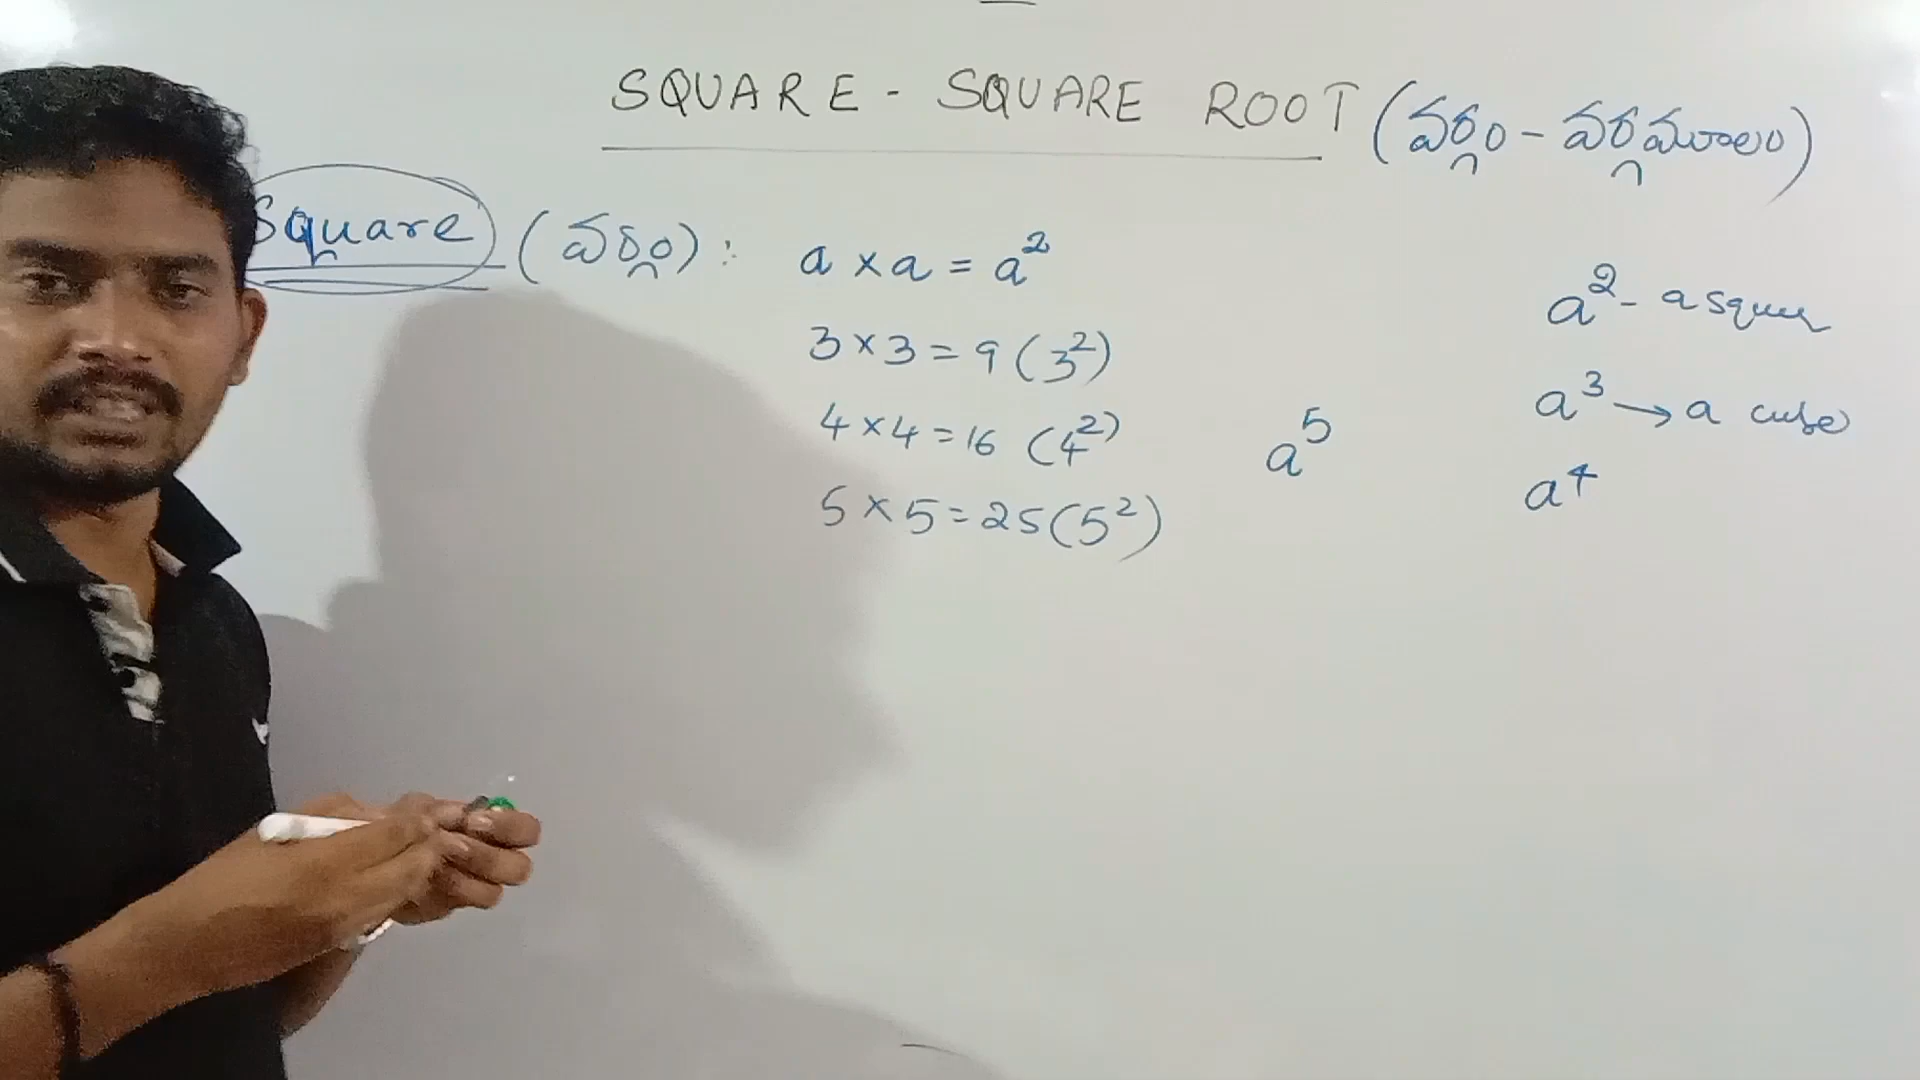 SQUARE - SQUARE ROOT (వర్గం - వర్గమూలం)
Square (వర్గం) : a × a = a²
3 × 3 = 9 (3²)
4 × 4 = 16 (4²)
5 × 5 = 25 (5²)
a⁵
a² - a squ
a³ → a cube
a⁴